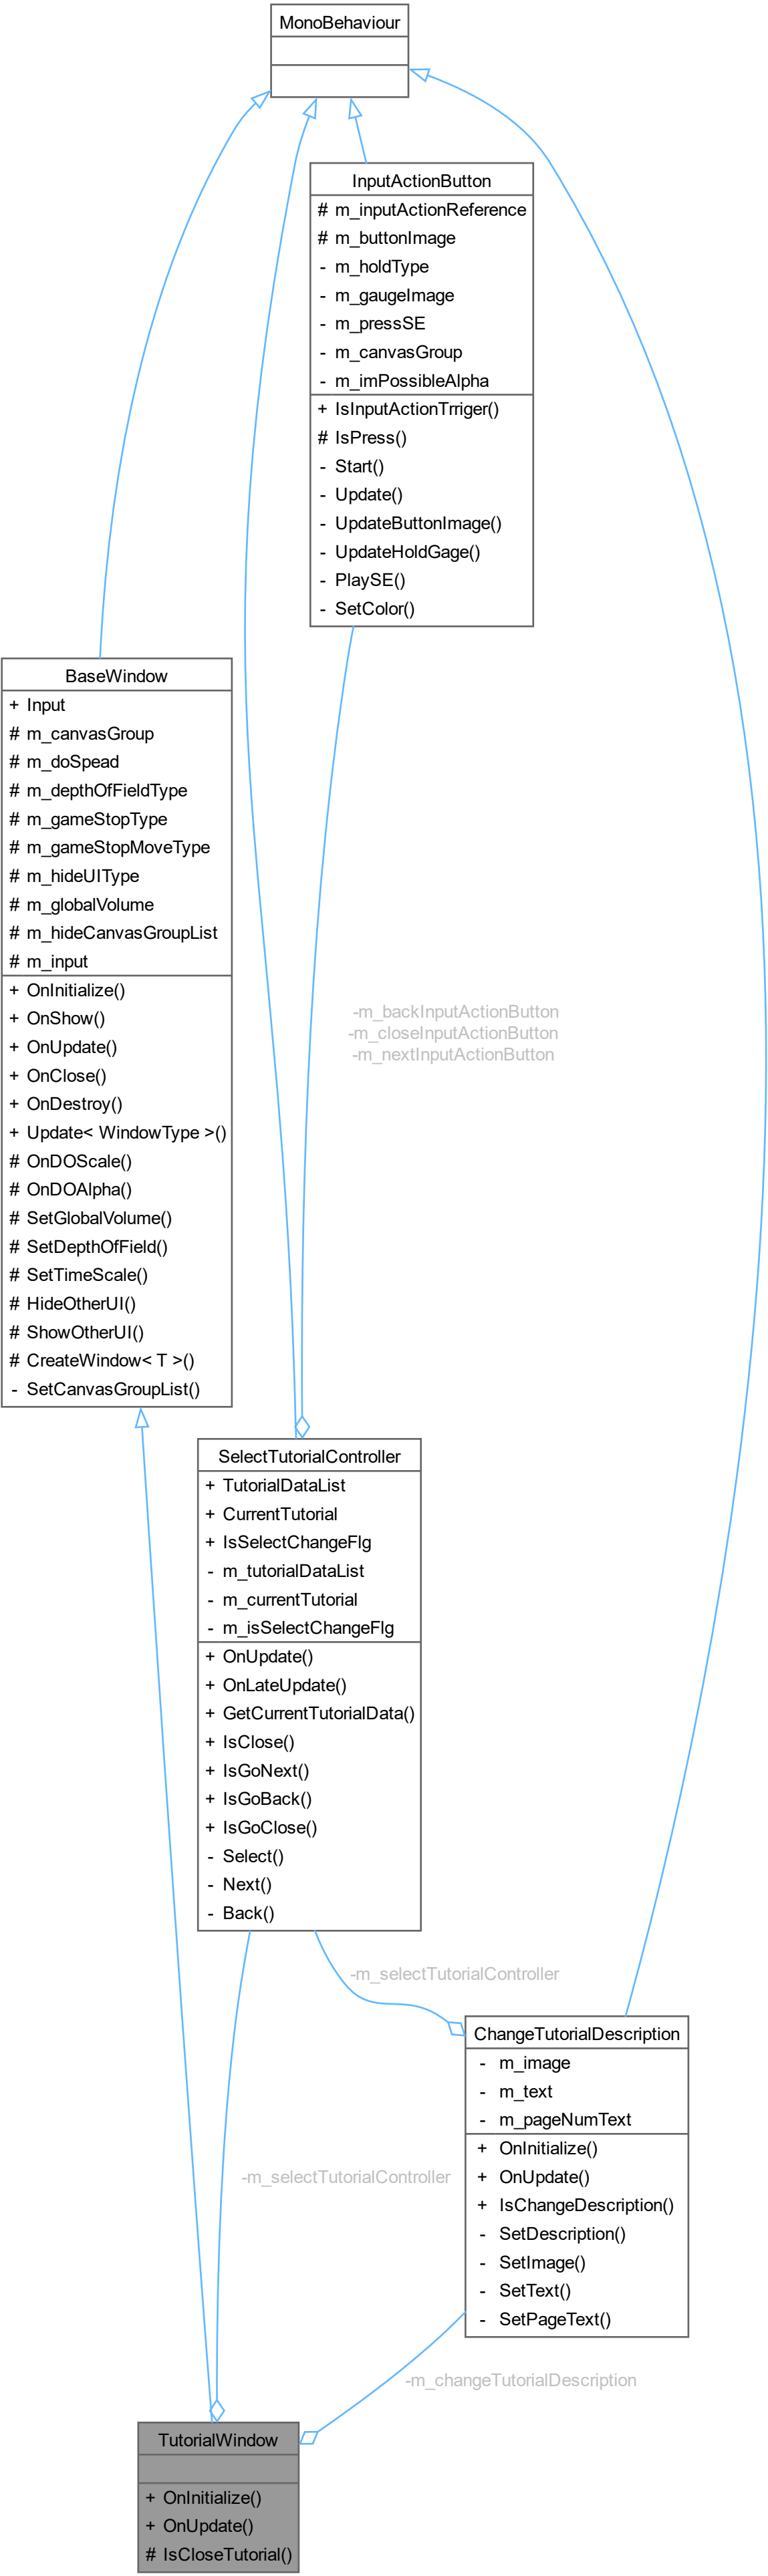 MonoBehaviour
InputActionButton
# m_inputActionReference
# m_buttonImage
- m_holdType
- m_gaugeImage
- m_pressSE
- m_canvasGroup
- m_imPossibleAlpha
+ IsInputActionTrriger()
# IsPress()
- Start()
- Update()
- UpdateButtonImage()
- UpdateHoldGage()
- PlaySE()
- SetColor()
BaseWindow
+ Input
# m_canvasGroup
# m_doSpead
# m_depthOfFieldType
# m_gameStopType
# m_gameStopMoveType
# m_hideUIType
# m_globalVolume
# m_hideCanvasGroupList
# m_input
+ OnInitialize()
+ OnShow()
+ OnUpdate()
+ OnClose()
+ OnDestroy()
+ Update< WindowType >()
# OnDOScale()
# OnDOAlpha()
# SetGlobalVolume()
# SetDepthOfField()
# SetTimeScale()
# HideOtherUI()
# ShowOtherUI()
# CreateWindow< T >()
- SetCanvasGroupList()
-m_backInputActionButton
-m_closeInputActionButton
-m_nextInputActionButton
SelectTutorialController
+ TutorialDataList
+ CurrentTutorial
+ IsSelectChangeFlg
- m_tutorialDataList
- m_currentTutorial
- m_isSelectChangeFlg
+ OnUpdate()
+ OnLateUpdate()
+ GetCurrentTutorialData()
+ IsClose()
+ IsGoNext()
+ IsGoBack()
+ IsGoClose()
- Select()
- Next()
- Back()
-m_selectTutorialController
ChangeTutorialDescription
- m_image
- m_text
- m_pageNumText
+ OnInitialize()
+ OnUpdate()
+ IsChangeDescription()
- SetDescription()
- SetImage()
- SetText()
- SetPageText()
-m_selectTutorialController
-m_changeTutorialDescription
TutorialWindow
+ OnInitialize()
+ OnUpdate()
# IsCloseTutorial()